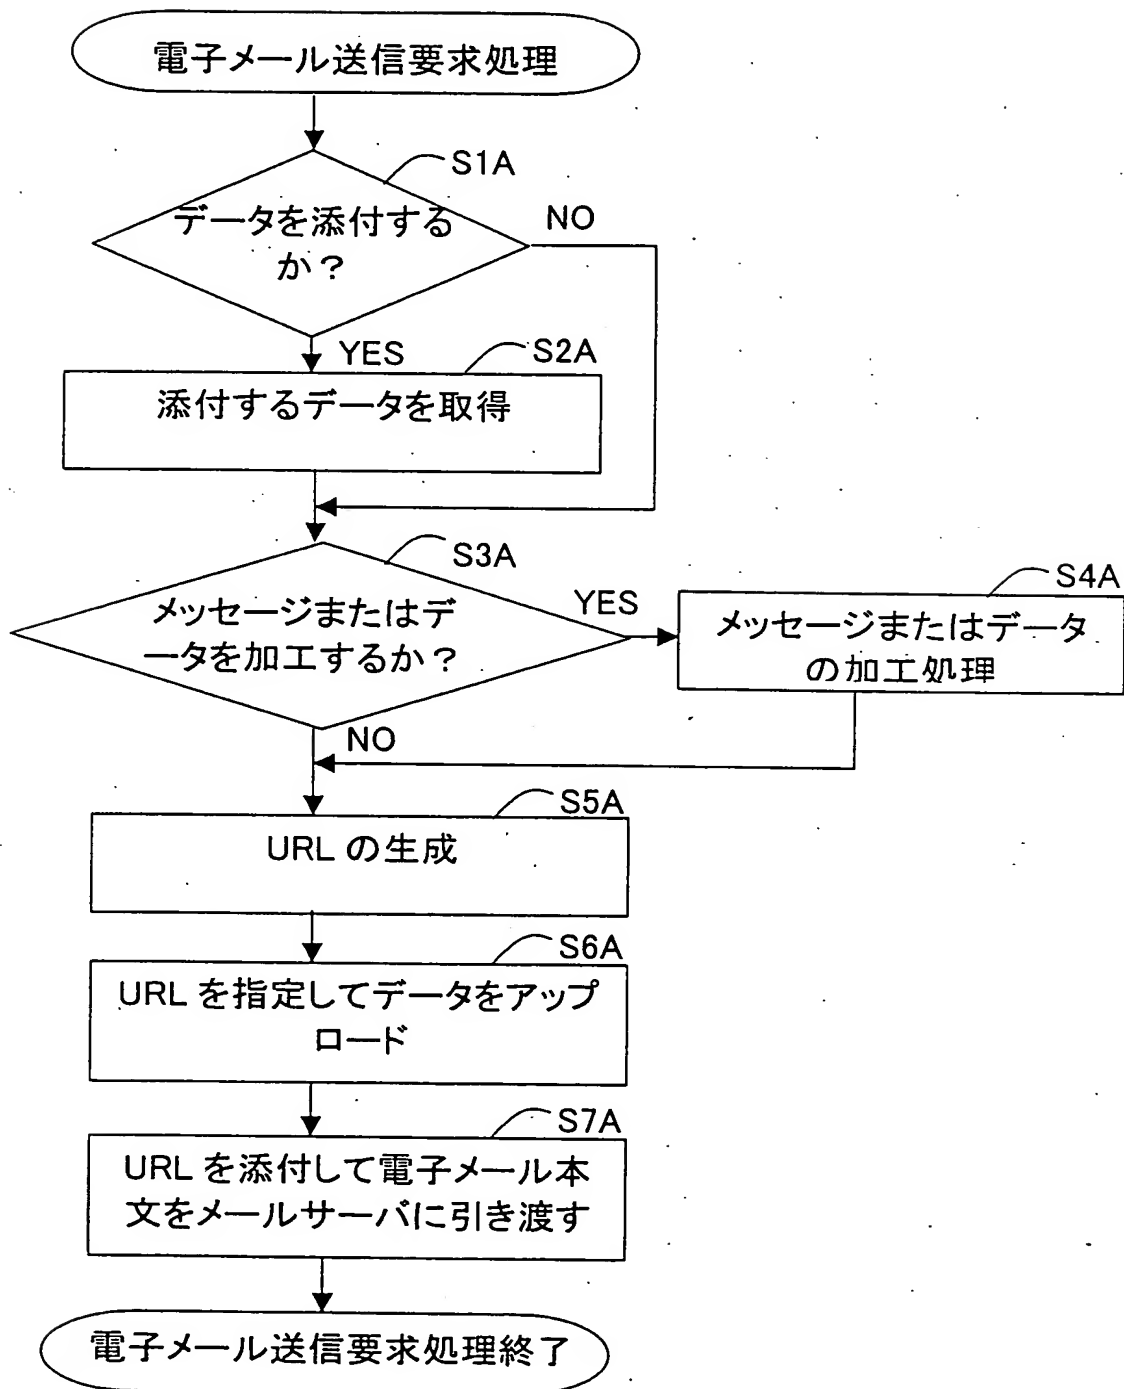 電子メール送信要求処理
S1A
データを添付する
か？
NO
YES
S2A
添付するデータを取得
S3A
メッセージまたはデ
ータを加工するか？
YES
S4A
メッセージまたはデータ
の加工処理
NO
S5A
URL の生成
S6A
URL を指定してデータをアップ
ロード
S7A
URL を添付して電子メール本
文をメールサーバに引き渡す
電子メール送信要求処理終了